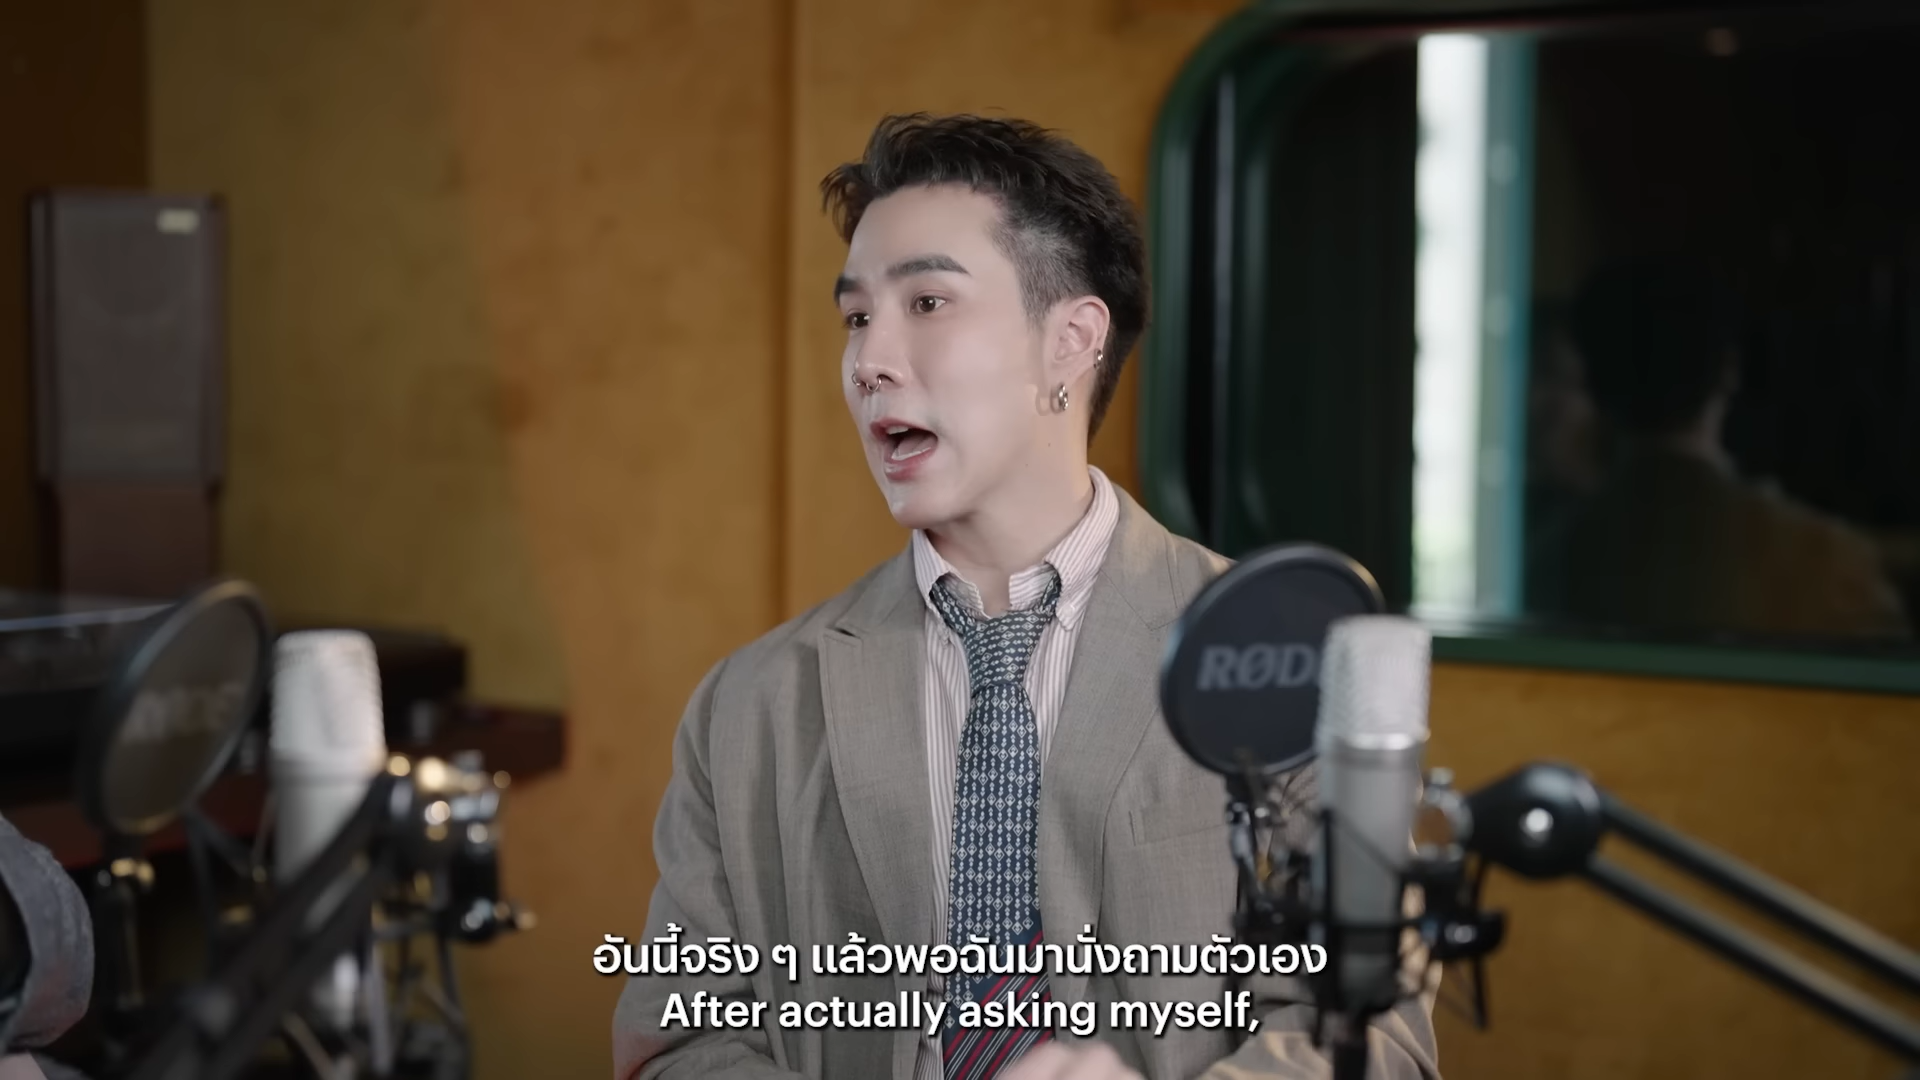 RØDE
อันนี้จริง ๆ แล้วพอฉันมานั่งถามตัวเอง
After actually asking myself,